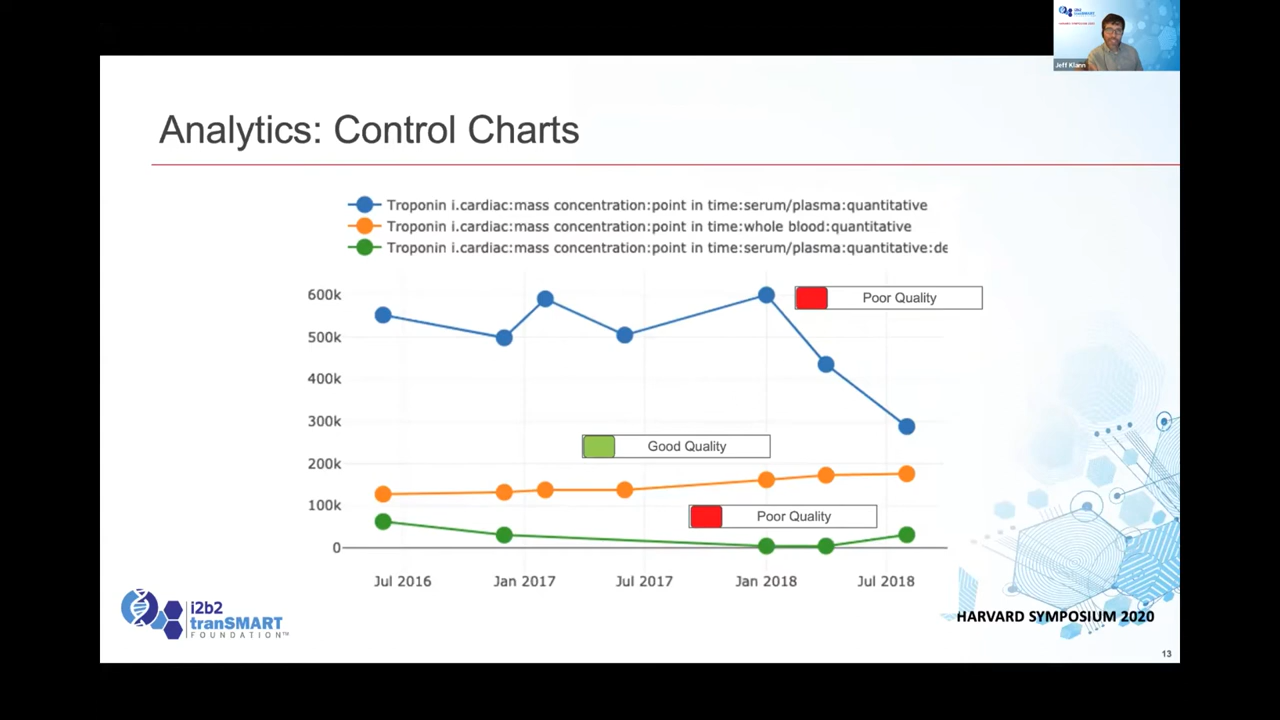 i2b2
tranSMART
Jeff Klann
Analytics: Control Charts
Troponin i.cardiac:mass concentration:point in time:serum/plasma:quantitative
Troponin i.cardiac:mass concentration:point in time:whole blood:quantitative
Troponin i.cardiac:mass concentration:point in time:serum/plasma:quantitative:de
600k
Poor Quality
500k
400k
300k
Good Quality
200k
100k
Poor Quality
0
Jul 2016 Jan 2017 Jul 2017 Jan 2018 Jul 2018
i2b2
tranSMART
FOUNDATION™
HARVARD SYMPOSIUM 2020
13